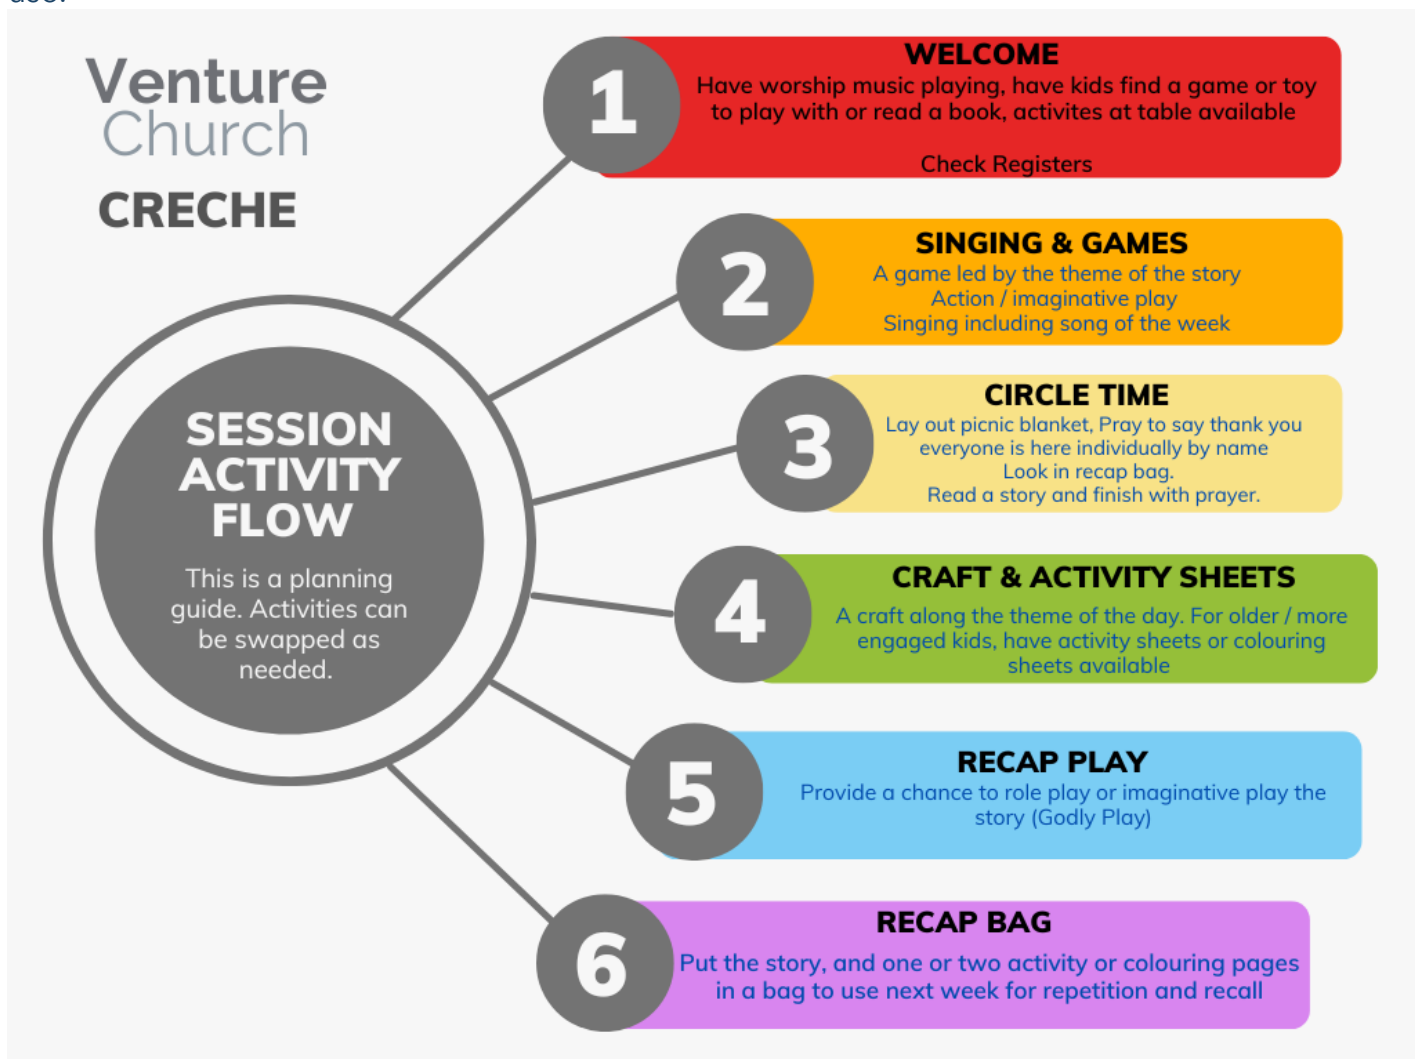 Venture
Church
CRECHE
SESSION
ACTIVITY
FLOW
This is a planning
guide. Activities can
be swapped as
needed.
1
WELCOME
Have worship music playing, have kids find a game or toy
to play with or read a book, activites at table available
Check Registers
2
SINGING & GAMES
A game led by the theme of the story
Action / imaginative play
Singing including song of the week
3
CIRCLE TIME
Lay out picnic blanket, Pray to say thank you
everyone is here individually by name
Look in recap bag.
Read a story and finish with prayer.
4
CRAFT & ACTIVITY SHEETS
A craft along the theme of the day. For older / more
engaged kids, have activity sheets or colouring
sheets available
5
RECAP PLAY
Provide a chance to role play or imaginative play the
story (Godly Play)
6
RECAP BAG
Put the story, and one or two activity or colouring pages
in a bag to use next week for repetition and recall